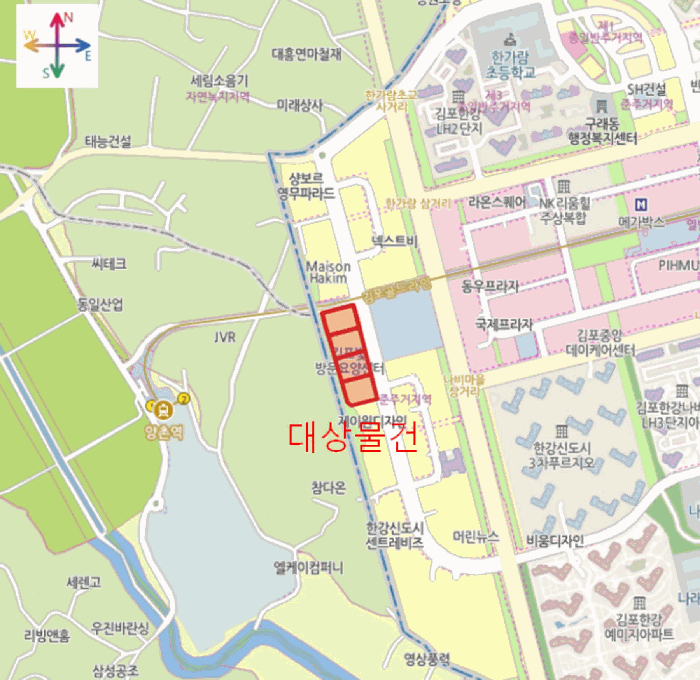 N
W
E
S
대흥연마철재
세림소음기
자연녹지지역
미래상사
태능건설
한가람
초등학교
제1
종일반주거지역
SH건설
준주거지역
한가람초교
사거리
제3
종일반주거지역
김포한강
LH2단지
구래동
행정복지센터
샹보르
영무파라드
한가람 삼거리
라온스퀘어
NK리움힐
주상복합
M
메가박스
넥스트비
씨테크
Maison
Hakim
PIHMU
동일산업
동우프라자
JVR
국제프라자
김포중앙
데이케어센터
방문요양센터
나비마을
삼거리
준주거지역
제이원디자인
대상물건
2
양촌역
김포한강나비
LH3단지아
한강신도시
3차푸르지오
참다온
한강신도시
센트레비즈
머린뉴스
비움디자인
엘케이컴퍼니
세렌고
우진바란싱
리빙앤홈
삼성공조
김포한강
예미지아파트
나래
영상풍력